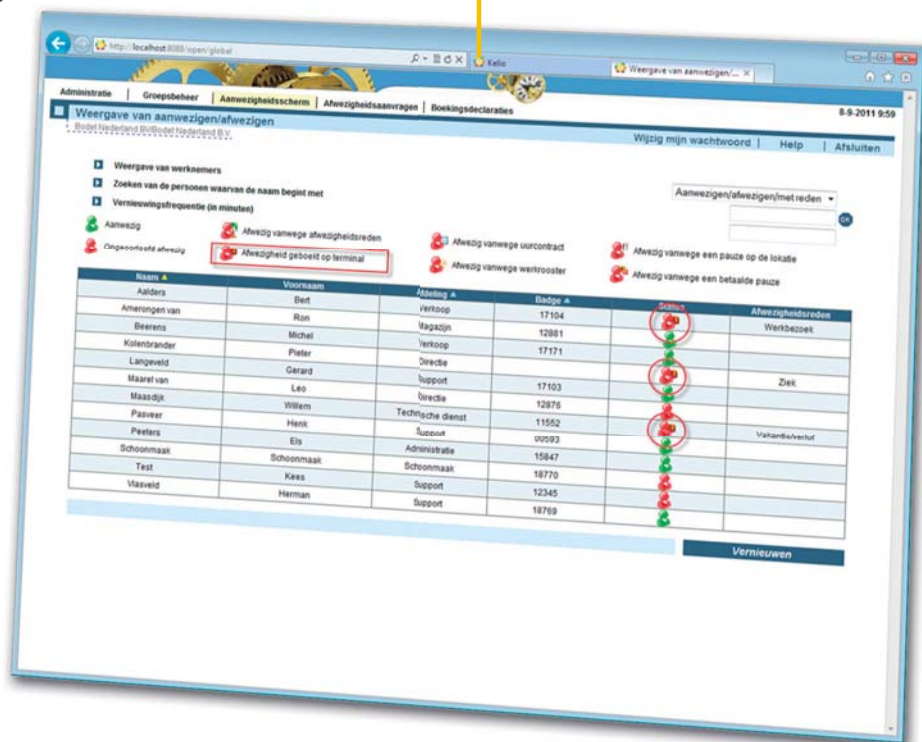 http://localhost:8089/open/global
Kelio
Weergave van aanwezigen/...
Administratie | Groepsbeheer | Aanwezigheidsscherm | Afwezigheidsaanvragen | Boekingsdeclaraties
8-9-2011 9:59
Weergave van aanwezigen/afwezigen
Bodet Nederland BV/Bodet Nederland B.V.
Wijzig mijn wachtwoord | Help | Afsluiten
Weergave van werknemers
Aanwezigen/afwezigen/met reden
Zoeken van de personen waarvan de naam begint met
OK
Vernieuwingsfrequentie (in minuten)
Aanwezig Afwezig vanwege afwezigheidsreden Afwezig vanwege uurcontract Afwezig vanwege een pauze op de lokatie
Ongeoorloofd afwezig Afwezigheid geboekt op terminal Afwezig vanwege werkrooster Afwezig vanwege een betaalde pauze
Naam Voornaam Afdeling Badge Status Afwezigheidsreden
Aalders Bert Verkoop 17104 Werkbezoek
Amerongen van Ron Magazijn 12881
Beerens Michel Verkoop 17171
Kolenbrander Pieter Directie
Langeveld Gerard Support 17103 Ziek
Maarel van Leo Directie 12876
Maasdijk Willem Technische dienst 11552
Pasveer Henk Support 00593 Vakantie/verlof
Peeters Els Administratie 15847
Schoonmaak Schoonmaak Schoonmaak 18770
Test Kees Support 12345
Vlasveld Herman Support 18769
Vernieuwen